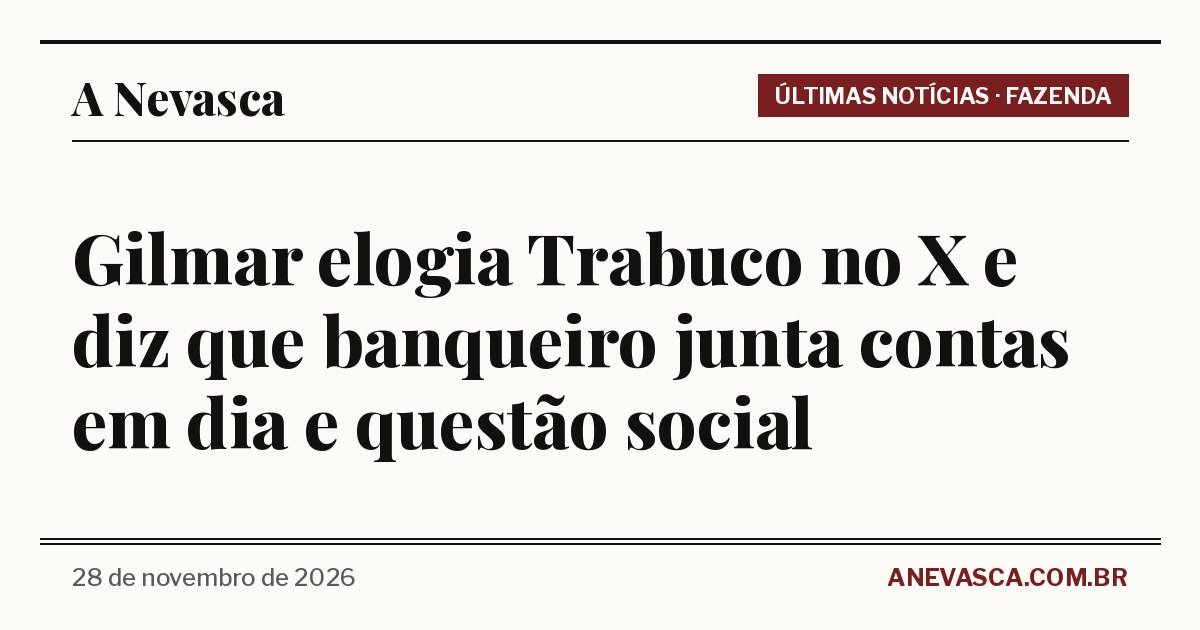 A Nevasca
ÚLTIMAS NOTÍCIAS · FAZENDA
Gilmar elogia Trabuco no X e
diz que banqueiro junta contas
em dia e questão social
28 de novembro de 2026
ANEVASCA.COM.BR